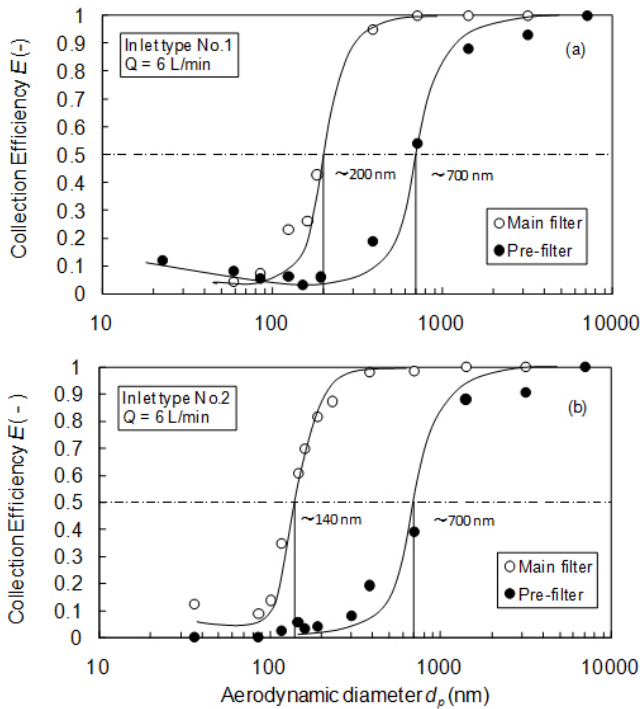 Collection Efficiency E (-)
1
0.9
0.8
0.7
0.6
0.5
0.4
0.3
0.2
0.1
0
Inlet type No.1
Q = 6 L/min
(a)
~200 nm
~700 nm
Main filter
Pre-filter
10
100
1000
10000
Collection Efficiency E ( - )
1
0.9
0.8
0.7
0.6
0.5
0.4
0.3
0.2
0.1
0
Inlet type No.2
Q = 6 L/min
(b)
~140 nm
~700 nm
Main filter
Pre-filter
10
100
1000
10000
Aerodynamic diameter dp (nm)